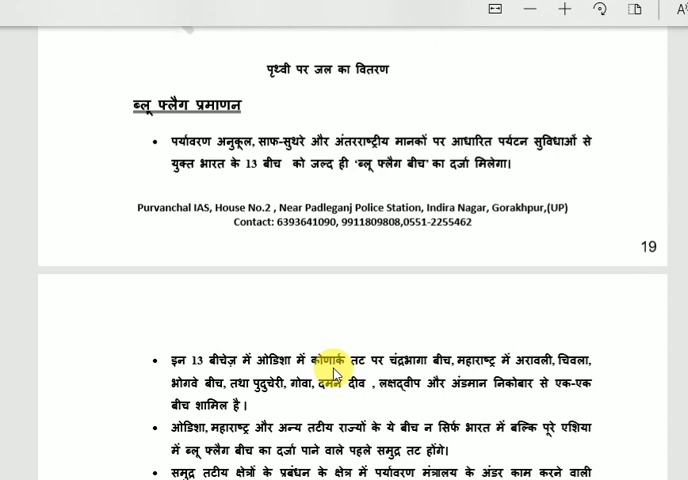 पृथ्वी पर जल का वितरण
ब्लू फ्लैग प्रमाणन
• पर्यावरण अनुकूल, साफ-सुथरे और अंतरराष्ट्रीय मानकों पर आधारित पर्यटन सुविधाओं से
युक्त भारत के 13 बीच को जल्द ही 'ब्लू फ्लैग बीच' का दर्जा मिलेगा।
Purvanchal IAS, House No.2 , Near Padleganj Police Station, Indira Nagar, Gorakhpur,(UP)
Contact: 6393641090, 9911809808,0551-2255462
19
• इन 13 बीचेज़ में ओडिशा में कोणार्क तट पर चंद्रभागा बीच, महाराष्ट्र में अरावली, चिवला,
भोगवे बीच, तथा पुदुचेरी, गोवा, दमन दीव , लक्षद्वीप और अंडमान निकोबार से एक-एक
बीच शामिल है ।
• ओडिशा, महाराष्ट्र और अन्य तटीय राज्यों के ये बीच न सिर्फ भारत में बल्कि पूरे एशिया
में ब्लू फ्लैग बीच का दर्जा पाने वाले पहले समुद्र तट होंगे।
• समुद्र तटीय क्षेत्रों के प्रबंधन के क्षेत्र में पर्यावरण मंत्रालय के अंडर काम करने वाली